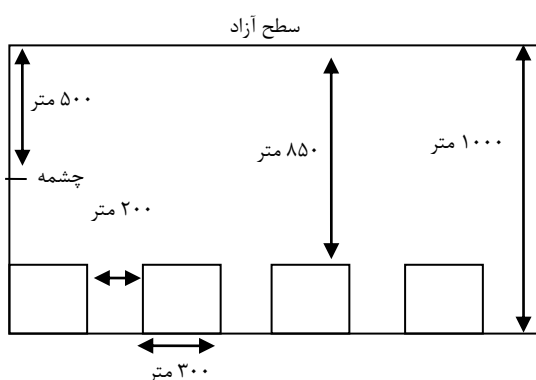 سطح آزاد
۵۰۰ متر
۸۵۰ متر
۱۰۰۰ متر
چشمه
۲۰۰ متر
۳۰۰ متر